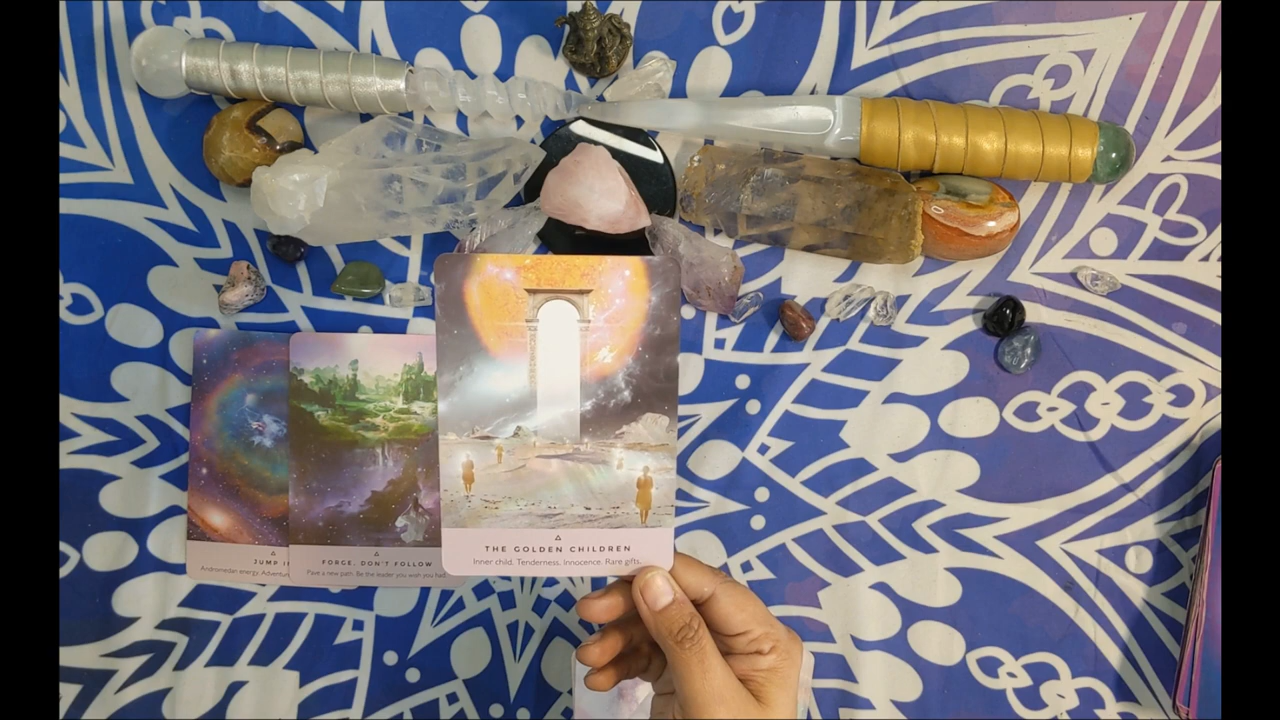 JUMP I
Andromedan energy. Adventur
FORGE, DON'T FOLLOW
Pave a new path. Be the leader you wish you had.
THE GOLDEN CHILDREN
Inner child. Tenderness. Innocence. Rare gifts.